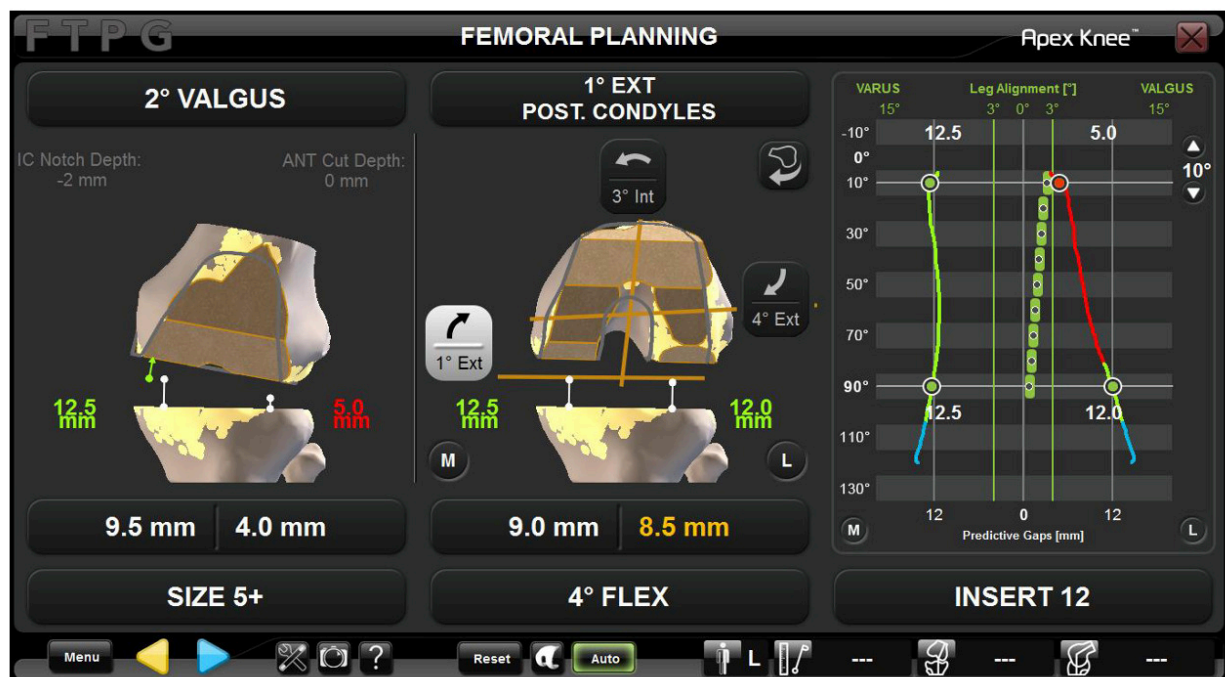 FTPG
FEMORAL PLANNING
Apex Knee™
2° VALGUS
1° EXT
POST. CONDYLES
IC Notch Depth:
-2 mm
ANT Cut Depth:
0 mm
3° Int
4° Ext
1° Ext
12.5
mm
5.0
mm
12.5
mm
12.0
mm
M
L
9.5 mm
4.0 mm
9.0 mm
8.5 mm
SIZE 5+
4° FLEX
VARUS
Leg Alignment [°]
VALGUS
15°
3°
0°
3°
15°
-10°
12.5
5.0
0°
10°
10°
30°
50°
70°
90°
12.5
12.0
110°
130°
12
0
12
M
Predictive Gaps [mm]
L
INSERT 12
Menu
?
Reset
Auto
L
---
---
---